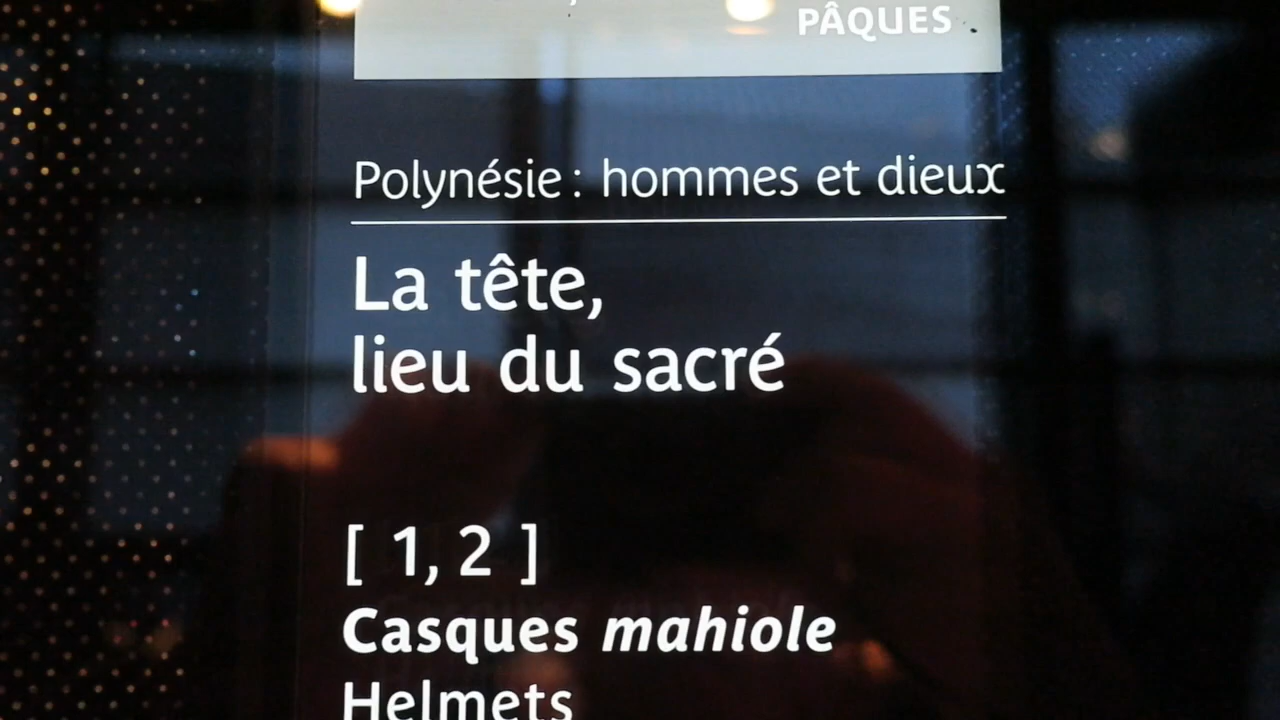 PÂQUES
Polynésie : hommes et dieux
La tête,
lieu du sacré
[ 1, 2 ]
Casques mahiole
Helmets